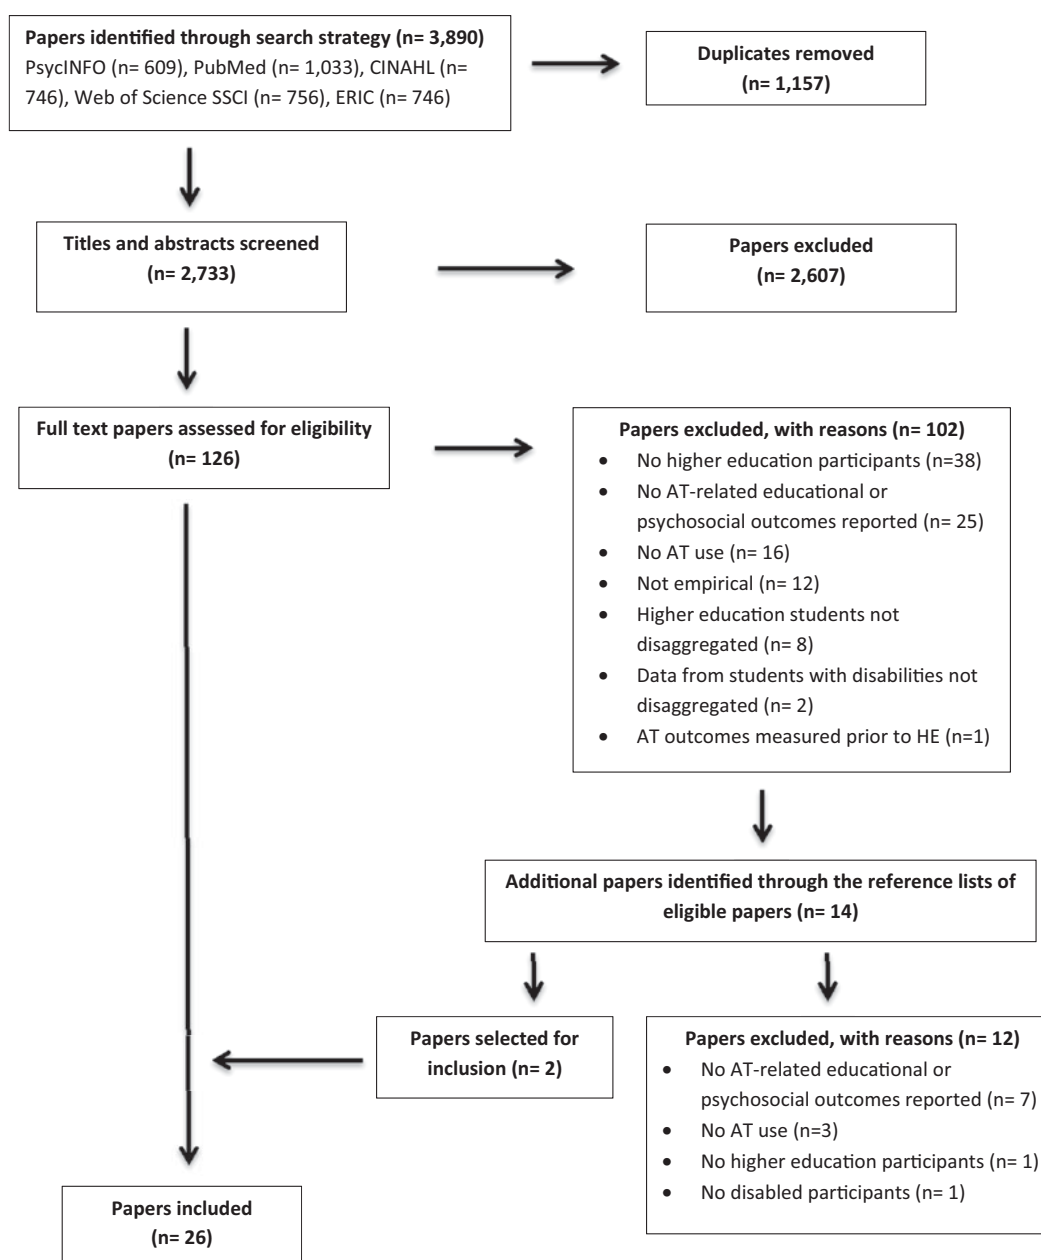 Papers identified through search strategy (n= 3,890)
PsycINFO (n= 609), PubMed (n= 1,033), CINAHL (n=
746), Web of Science SSCI (n= 756), ERIC (n= 746)
Duplicates removed
(n= 1,157)
Titles and abstracts screened
(n= 2,733)
Papers excluded
(n= 2,607)
Full text papers assessed for eligibility
(n= 126)
Papers excluded, with reasons (n= 102)
• No higher education participants (n=38)
• No AT-related educational or
psychosocial outcomes reported (n= 25)
• No AT use (n= 16)
• Not empirical (n= 12)
• Higher education students not
disaggregated (n= 8)
• Data from students with disabilities not
disaggregated (n= 2)
• AT outcomes measured prior to HE (n=1)
Additional papers identified through the reference lists of
eligible papers (n= 14)
Papers selected for
inclusion (n= 2)
Papers excluded, with reasons (n= 12)
• No AT-related educational or
psychosocial outcomes reported (n= 7)
• No AT use (n=3)
• No higher education participants (n= 1)
• No disabled participants (n= 1)
Papers included
(n= 26)